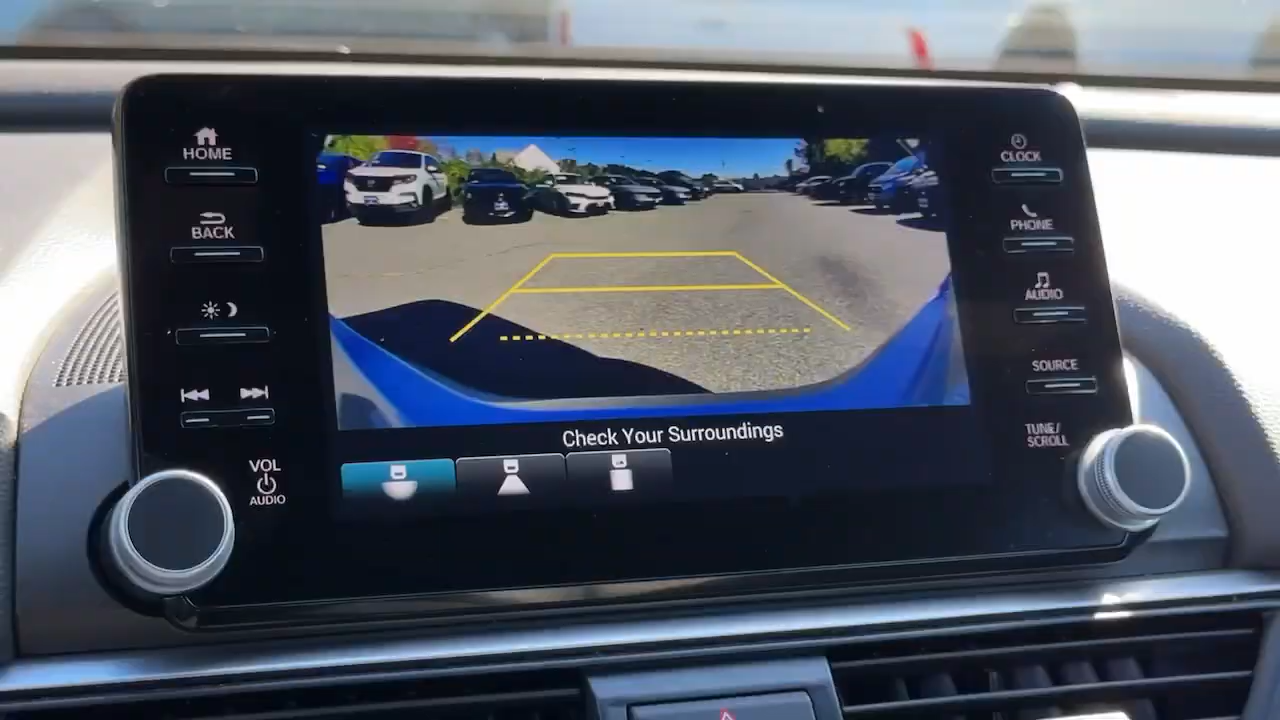 HOME
BACK
VOL
AUDIO
CLOCK
PHONE
AUDIO
SOURCE
TUNE/
SCROLL
Check Your Surroundings